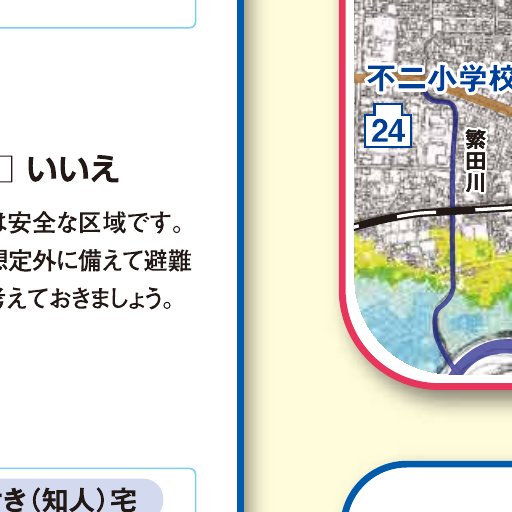 いいえ
は安全な区域です。
想定外に備えて避難
考えておきましょう。
き（知人）宅
不二小学校
24
繁田川